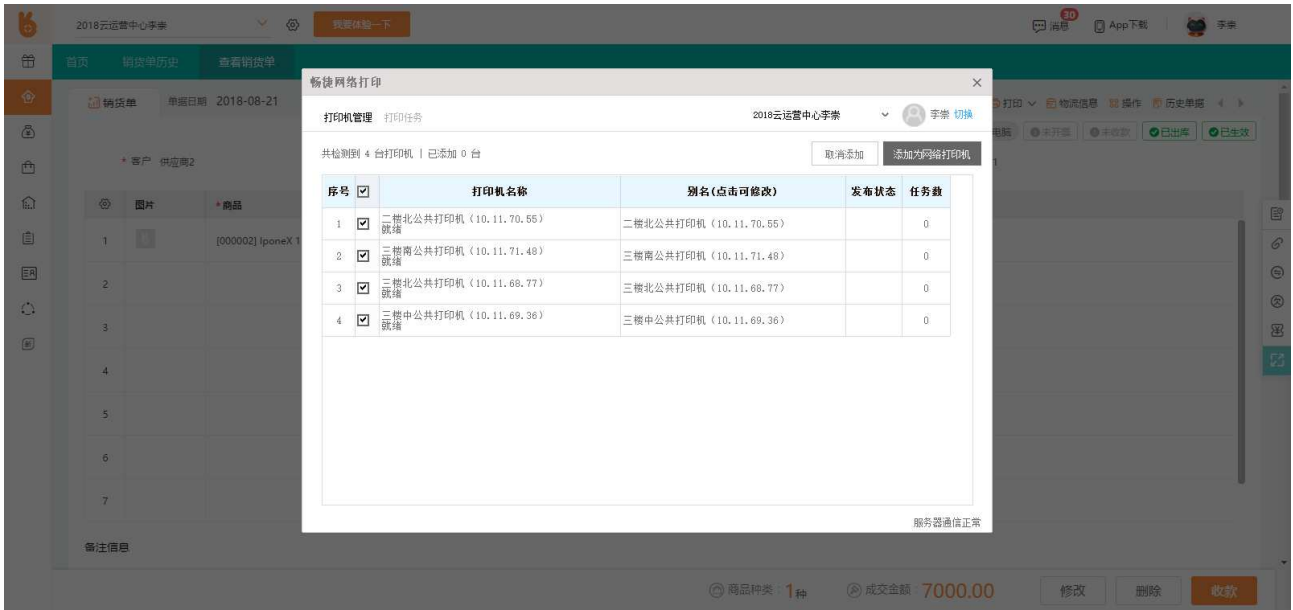 2018云运营中心李崇
我要体验一下
30
消息
App下载
李崇
首页 销货单历史 查看销货单
销货单 单据日期 2018-08-21
打印 物流信息 操作 历史单据
未开票 未收款 已出库 已生效
* 客户 供应商2
图片 *商品
1 [000002] IponeX 1
2
3
4
5
6
7
备注信息
商品种类：1种 成交金额：7000.00 修改 删除 收款
畅捷网络打印
打印机管理 打印任务 2018云运营中心李崇 李崇 切换
共检测到 4 台打印机 | 已添加 0 台 取消添加 添加为网络打印机
序号 打印机名称 别名(点击可修改) 发布状态 任务数
1 二楼北公共打印机（10.11.70.55） 二楼北公共打印机（10.11.70.55） 0
就绪
2 三楼南公共打印机（10.11.71.48） 三楼南公共打印机（10.11.71.48） 0
就绪
3 三楼北公共打印机（10.11.68.77） 三楼北公共打印机（10.11.68.77） 0
就绪
4 三楼中公共打印机（10.11.69.36） 三楼中公共打印机（10.11.69.36） 0
就绪
服务器通信正常